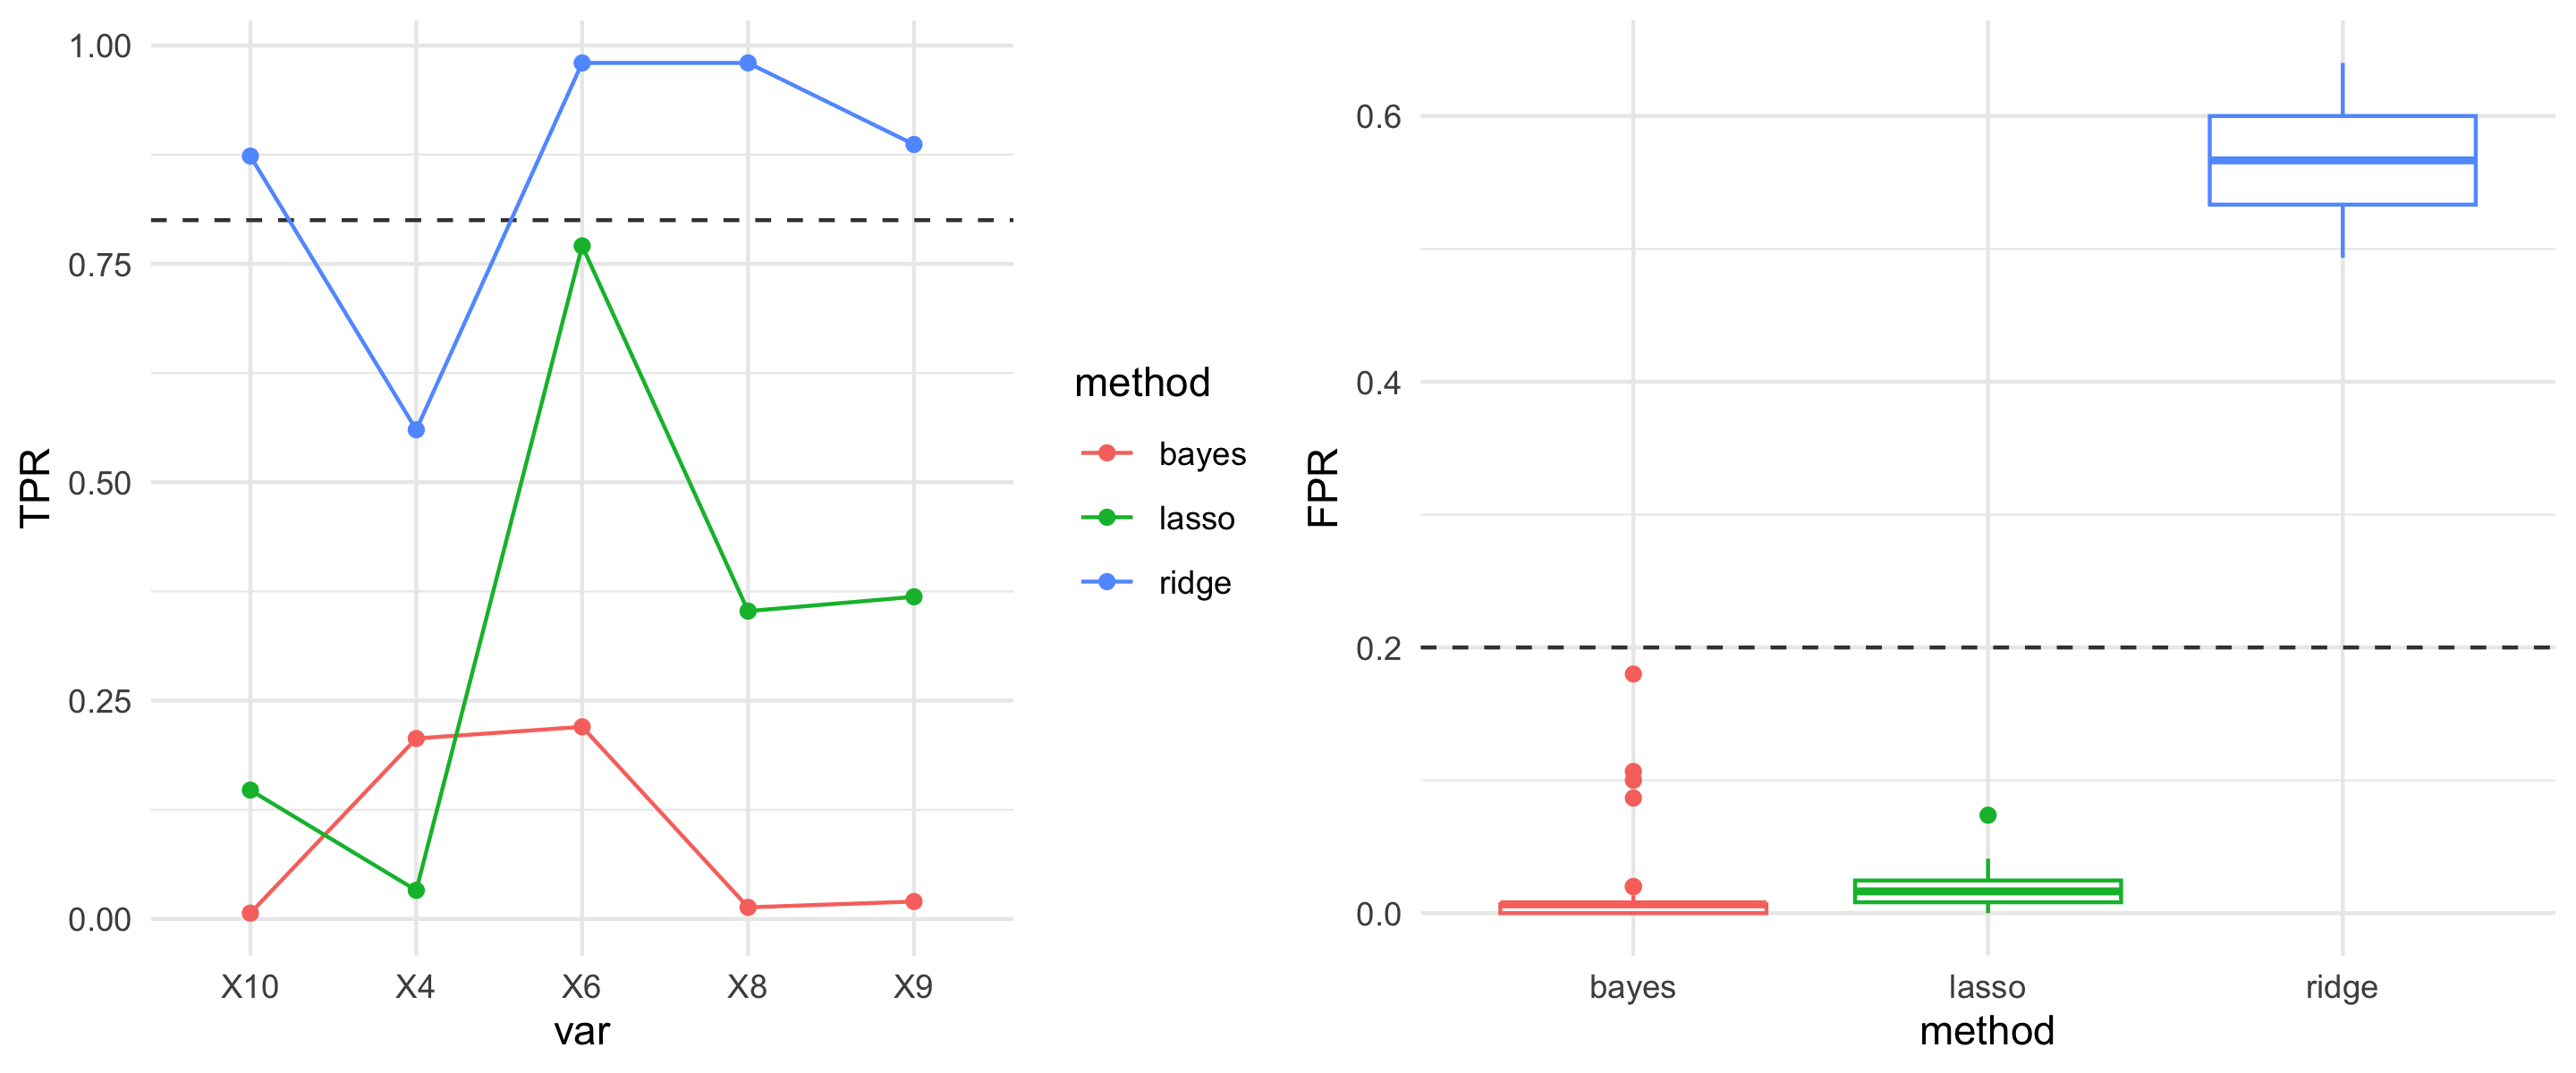 1.00
0.75
0.50
0.25
0.00
TPR
X10 X4 X6 X8 X9
var
method
bayes
lasso
ridge
0.6
0.4
0.2
0.0
FPR
bayes lasso ridge
method